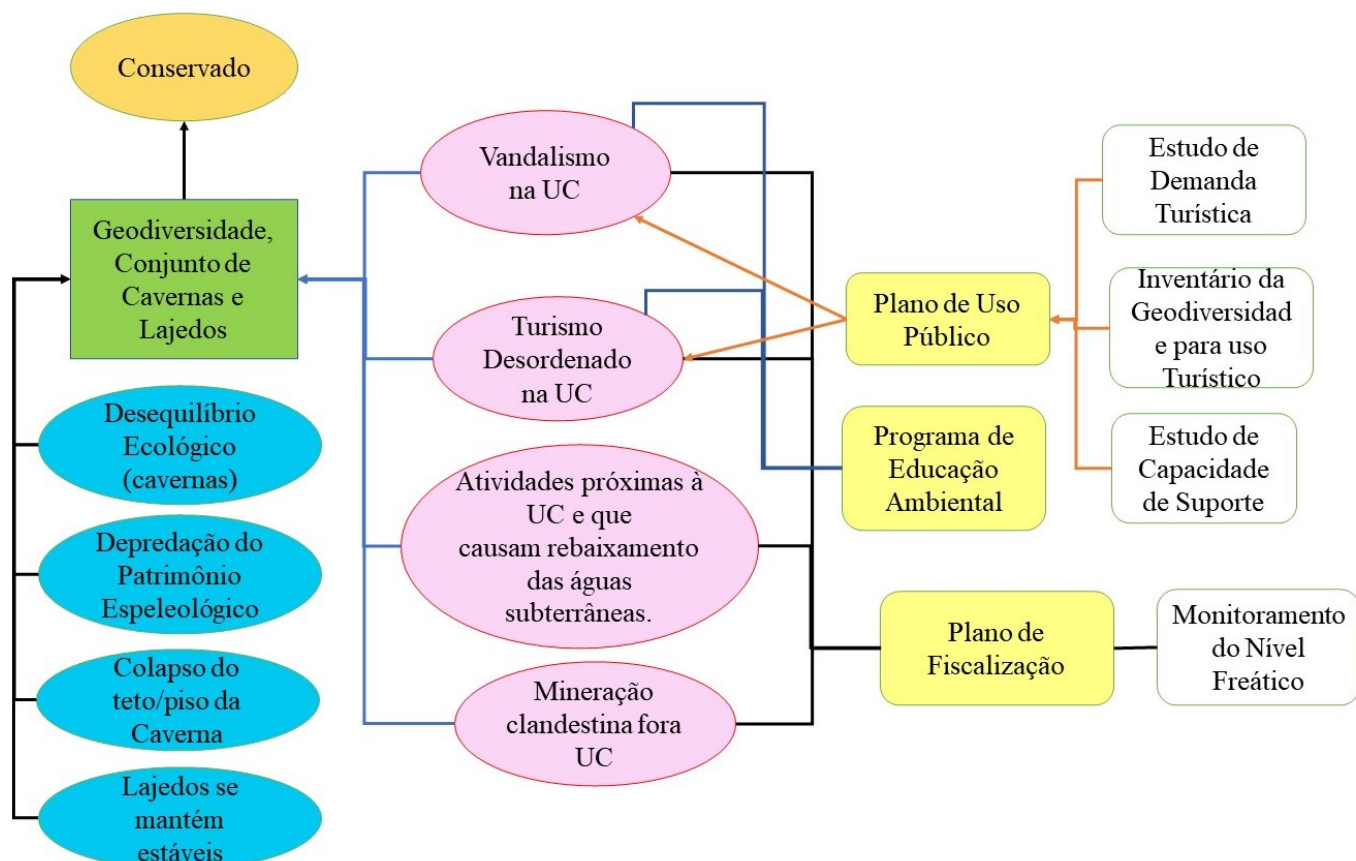 Conservado
Geodiversidade,
Conjunto de
Cavernas e
Lajedos
Desequilíbrio
Ecológico
(cavernas)
Depredação do
Patrimônio
Espeleológico
Colapso do
teto/piso da
Caverna
Lajedos se
mantém
estáveis
Vandalismo
na UC
Turismo
Desordenado
na UC
Atividades próximas à
UC e que
causam rebaixamento
das águas
subterrâneas.
Mineração
clandestina fora
UC
Plano de Uso
Público
Programa de
Educação
Ambiental
Plano de
Fiscalização
Estudo de
Demanda
Turística
Inventário da
Geodiversidad
e para uso
Turístico
Estudo de
Capacidade
de Suporte
Monitoramento
do Nível
Freático